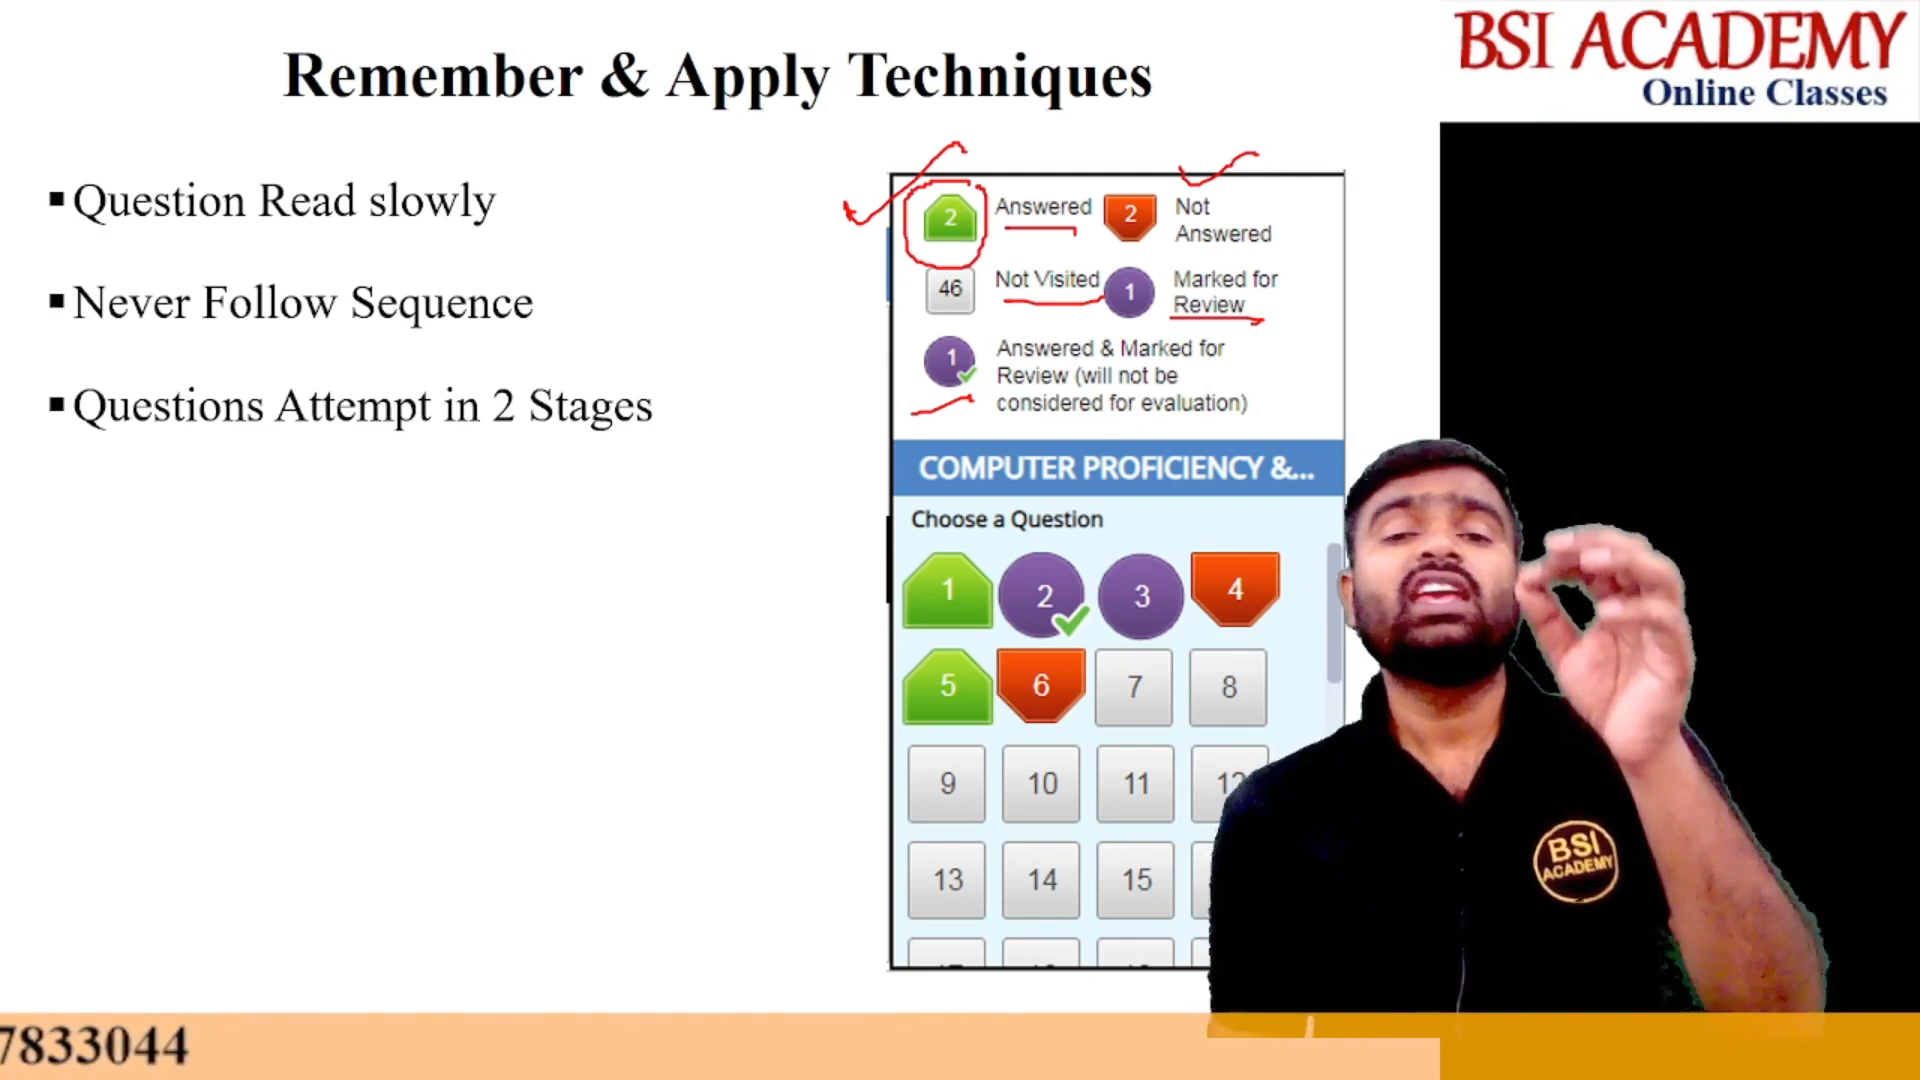 BSI ACADEMY
Online Classes
Remember & Apply Techniques
▪Question Read slowly
▪Never Follow Sequence
▪Questions Attempt in 2 Stages
2 Answered 2 Not Answered
46 Not Visited 1 Marked for Review
1 Answered & Marked for
Review (will not be
considered for evaluation)
COMPUTER PROFICIENCY &...
Choose a Question
1 2 3 4
5 6 7 8
9 10 11 12
13 14 15
BSI
ACADEMY
7833044